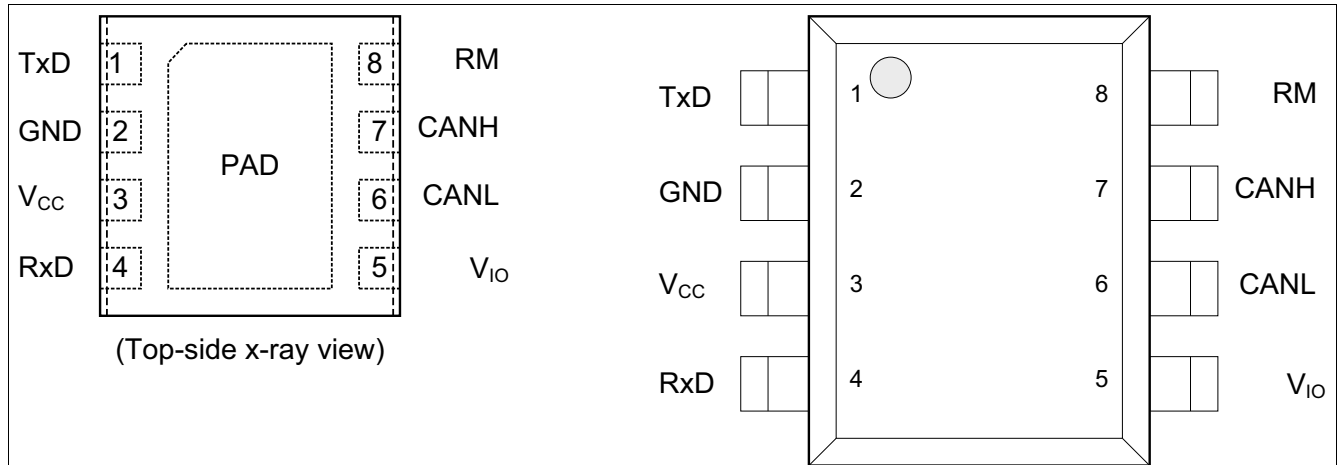 TxD 1 8 RM
GND 2 7 CANH
PAD
VCC 3 6 CANL
RxD 4 5 VIO
(Top-side x-ray view)
TxD 1 8 RM
GND 2 7 CANH
VCC 3 6 CANL
RxD 4 5 VIO